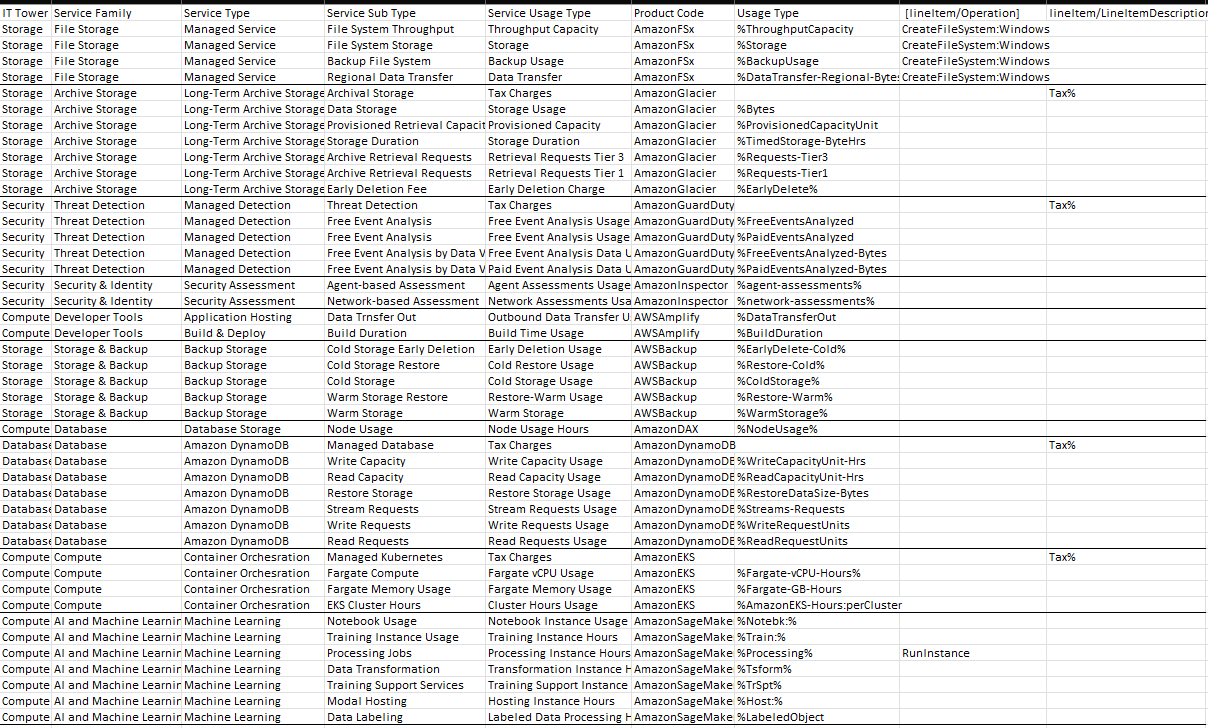 IT Tower Service Family Service Type Service Sub Type Service Usage Type Product Code Usage Type [lineItem/Operation] lineItem/LineItemDescription
Storage File Storage Managed Service File System Throughput Throughput Capacity AmazonFSx %ThroughputCapacity CreateFileSystem:Windows
Storage File Storage Managed Service File System Storage Storage AmazonFSx %Storage CreateFileSystem:Windows
Storage File Storage Managed Service Backup File System Backup Usage AmazonFSx %BackupUsage CreateFileSystem:Windows
Storage File Storage Managed Service Regional Data Transfer Data Transfer AmazonFSx %DataTransfer-Regional-Bytes CreateFileSystem:Windows
Storage Archive Storage Long-Term Archive Storage Archival Storage Tax Charges AmazonGlacier Tax%
Storage Archive Storage Long-Term Archive Storage Data Storage Storage Usage AmazonGlacier %Bytes
Storage Archive Storage Long-Term Archive Storage Provisioned Retrieval Capacit Provisioned Capacity AmazonGlacier %ProvisionedCapacityUnit
Storage Archive Storage Long-Term Archive Storage Storage Duration Storage Duration AmazonGlacier %TimedStorage-ByteHrs
Storage Archive Storage Long-Term Archive Storage Archive Retrieval Requests Retrieval Requests Tier 3 AmazonGlacier %Requests-Tier3
Storage Archive Storage Long-Term Archive Storage Archive Retrieval Requests Retrieval Requests Tier 1 AmazonGlacier %Requests-Tier1
Storage Archive Storage Long-Term Archive Storage Early Deletion Fee Early Deletion Charge AmazonGlacier %EarlyDelete%
Security Threat Detection Managed Detection Threat Detection Tax Charges AmazonGuardDuty Tax%
Security Threat Detection Managed Detection Free Event Analysis Free Event Analysis Usage AmazonGuardDuty %FreeEventsAnalyzed
Security Threat Detection Managed Detection Free Event Analysis Free Event Analysis Usage AmazonGuardDuty %PaidEventsAnalyzed
Security Threat Detection Managed Detection Free Event Analysis by Data V Free Event Analysis Data U AmazonGuardDuty %FreeEventsAnalyzed-Bytes
Security Threat Detection Managed Detection Free Event Analysis by Data V Paid Event Analysis Data U AmazonGuardDuty %PaidEventsAnalyzed-Bytes
Security Security & Identity Security Assessment Agent-based Assessment Agent Assessments Usage AmazonInspector %agent-assessments%
Security Security & Identity Security Assessment Network-based Assessment Network Assessments Usa AmazonInspector %network-assessments%
Compute Developer Tools Application Hosting Data Trnsfer Out Outbound Data Transfer U AWSAmplify %DataTransferOut
Compute Developer Tools Build & Deploy Build Duration Build Time Usage AWSAmplify %BuildDuration
Storage Storage & Backup Backup Storage Cold Storage Early Deletion Early Deletion Usage AWSBackup %EarlyDelete-Cold%
Storage Storage & Backup Backup Storage Cold Storage Restore Cold Restore Usage AWSBackup %Restore-Cold%
Storage Storage & Backup Backup Storage Cold Storage Cold Storage Usage AWSBackup %ColdStorage%
Storage Storage & Backup Backup Storage Warm Storage Restore Restore-Warm Usage AWSBackup %Restore-Warm%
Storage Storage & Backup Backup Storage Warm Storage Warm Storage AWSBackup %WarmStorage%
Compute Database Database Storage Node Usage Node Usage Hours AmazonDAX %NodeUsage%
Database Database Amazon DynamoDB Managed Database Tax Charges AmazonDynamoDB Tax%
Database Database Amazon DynamoDB Write Capacity Write Capacity Usage AmazonDynamoDB %WriteCapacityUnit-Hrs
Database Database Amazon DynamoDB Read Capacity Read Capacity Usage AmazonDynamoDB %ReadCapacityUnit-Hrs
Database Database Amazon DynamoDB Restore Storage Restore Storage Usage AmazonDynamoDB %RestoreDataSize-Bytes
Database Database Amazon DynamoDB Stream Requests Stream Requests Usage AmazonDynamoDB %Streams-Requests
Database Database Amazon DynamoDB Write Requests Write Requests Usage AmazonDynamoDB %WriteRequestUnits
Database Database Amazon DynamoDB Read Requests Read Requests Usage AmazonDynamoDB %ReadRequestUnits
Compute Compute Container Orchesration Managed Kubernetes Tax Charges AmazonEKS Tax%
Compute Compute Container Orchesration Fargate Compute Fargate vCPU Usage AmazonEKS %Fargate-vCPU-Hours%
Compute Compute Container Orchesration Fargate Memory Usage Fargate Memory Usage AmazonEKS %Fargate-GB-Hours
Compute Compute Container Orchesration EKS Cluster Hours Cluster Hours Usage AmazonEKS %AmazonEKS-Hours:perCluster
Compute AI and Machine Learnin Machine Learning Notebook Usage Notebook Instance Usage AmazonSageMake %Notebk:%
Compute AI and Machine Learnin Machine Learning Training Instance Usage Training Instance Hours AmazonSageMake %Train:%
Compute AI and Machine Learnin Machine Learning Processing Jobs Processing Instance Hours AmazonSageMake %Processing% RunInstance
Compute AI and Machine Learnin Machine Learning Data Transformation Transformation Instance H AmazonSageMake %Tsform%
Compute AI and Machine Learnin Machine Learning Training Support Services Training Support Instance AmazonSageMake %TrSpt%
Compute AI and Machine Learnin Machine Learning Modal Hosting Hosting Instance Hours AmazonSageMake %Host:%
Compute AI and Machine Learnin Machine Learning Data Labeling Labeled Data Processing H AmazonSageMake %LabeledObject